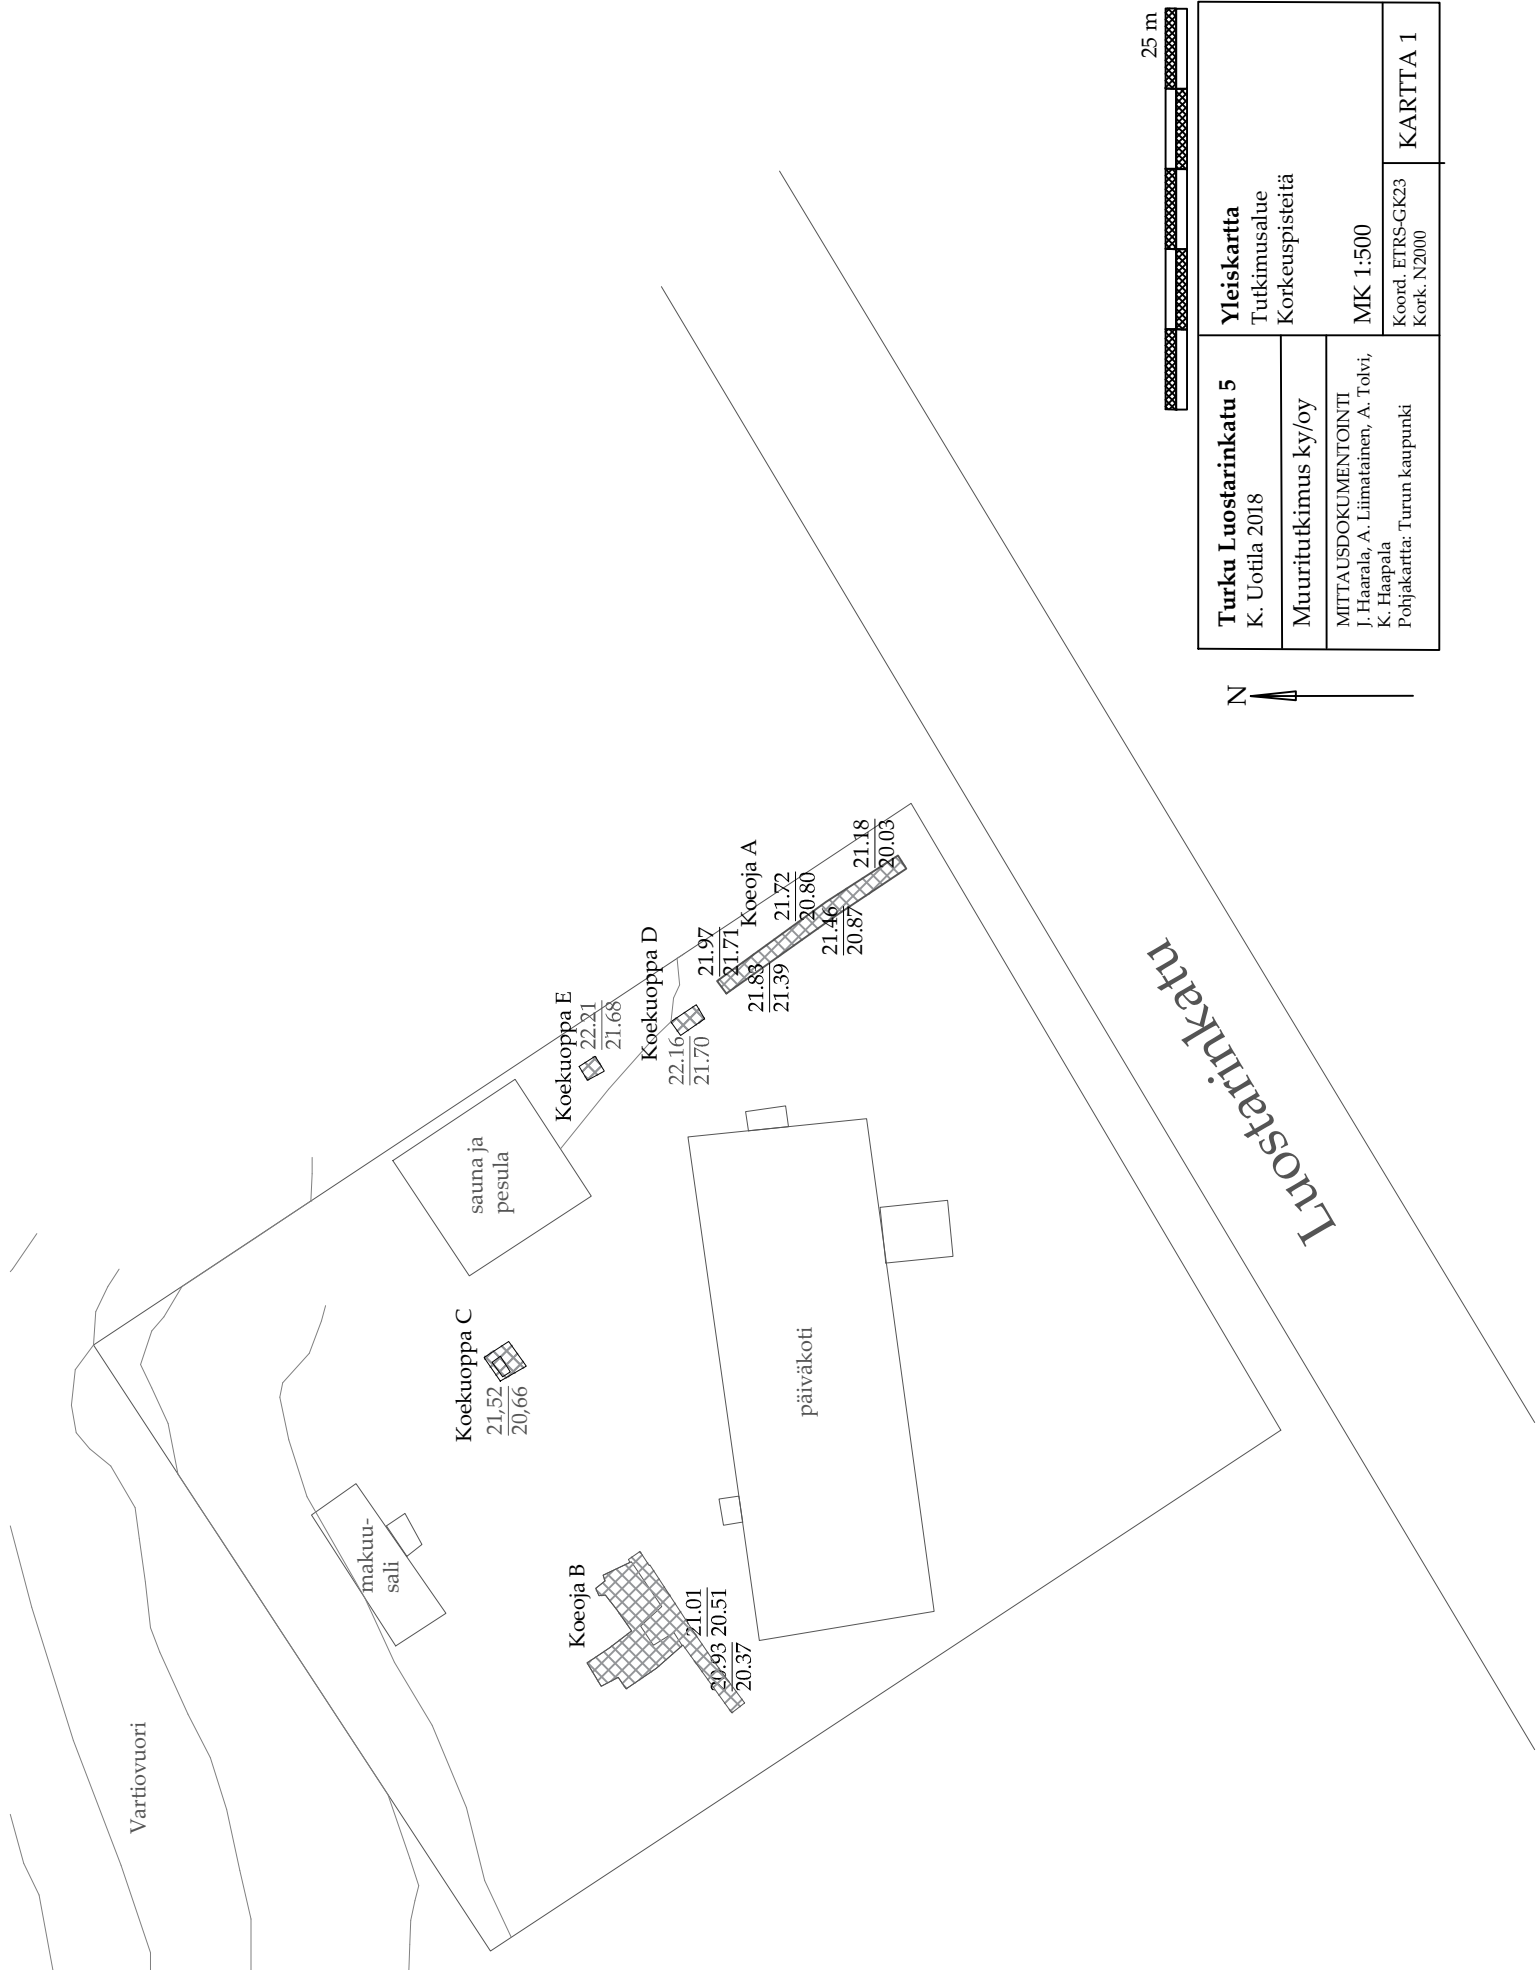 Vartiovuori
makuu-
sali
Koekuoppa C
21,52
20,66
sauna ja
pesula
Koekuoppa E
22.21
21.68
Koekuoppa D
22.16
21.70
Koeoja B
21.01
20.51
20.93
20.37
päiväkoti
Koeoja A
21.97
21.71
21.83
21.39
21.72
20.80
21.46
20.87
21.18
20.03
Luostarinkatu
25 m
N
Turku Luostarinkatu 5
K. Uotila 2018
Muuritutkimus ky/oy
MITTAUSDOKUMENTOINTI
J. Haarala, A. Liimatainen, A. Tolvi,
K. Haapala
Pohjakartta: Turun kaupunki
Yleiskartta
Tutkimusalue
Korkeuspisteitä
MK 1:500
Koord. ETRS-GK23
Kork. N2000
KARTTA 1